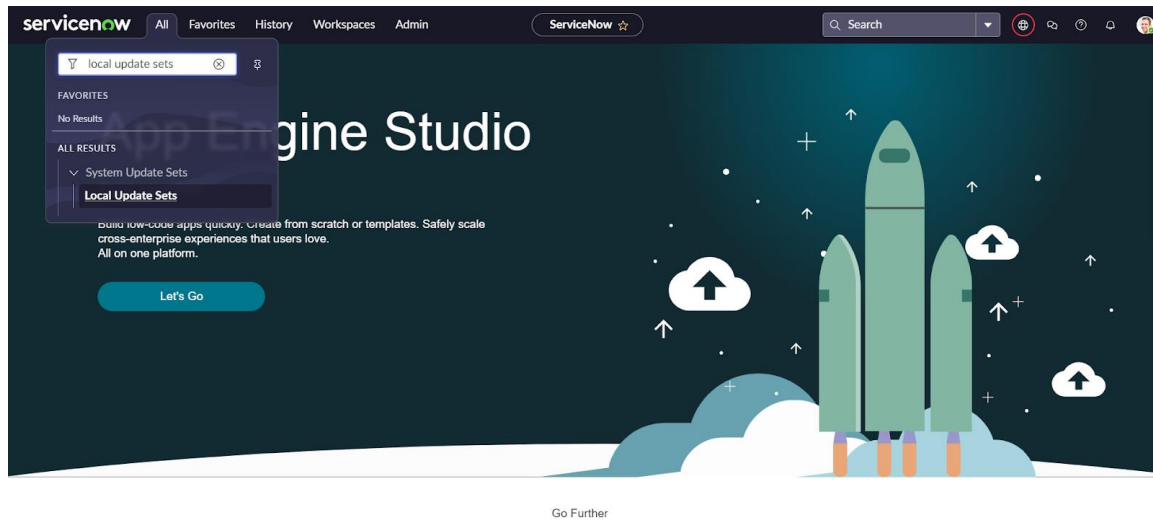 servicenow All Favorites History Workspaces Admin ServiceNow Search
local update sets
FAVORITES
No Results
ALL RESULTS
System Update Sets
Local Update Sets
App Engine Studio
Build low-code apps quickly. Create from scratch or templates. Safely scale
cross-enterprise experiences that users love.
All on one platform.
Let's Go
Go Further